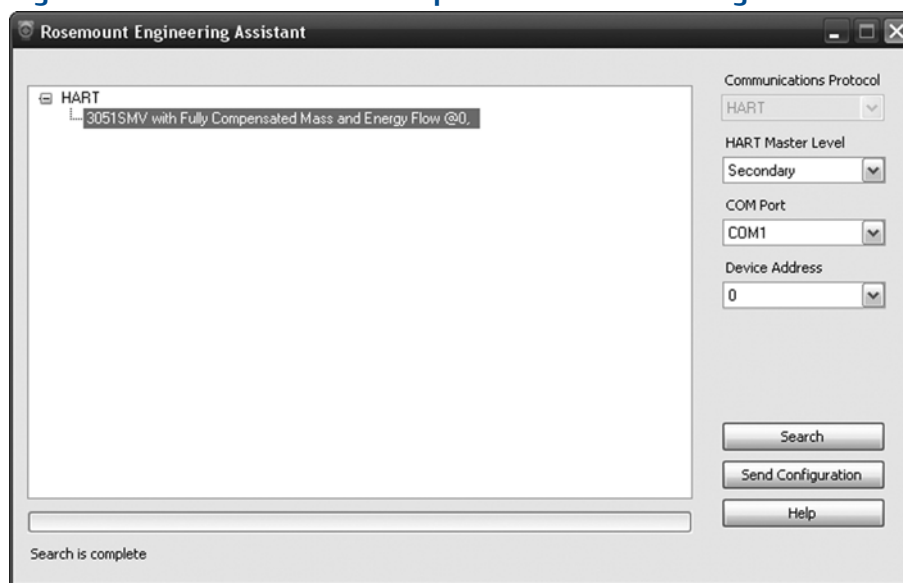 Rosemount Engineering Assistant
HART
3051SMV with Fully Compensated Mass and Energy Flow @0,
Communications Protocol
HART
HART Master Level
Secondary
COM Port
COM1
Device Address
0
Search
Send Configuration
Help
Search is complete